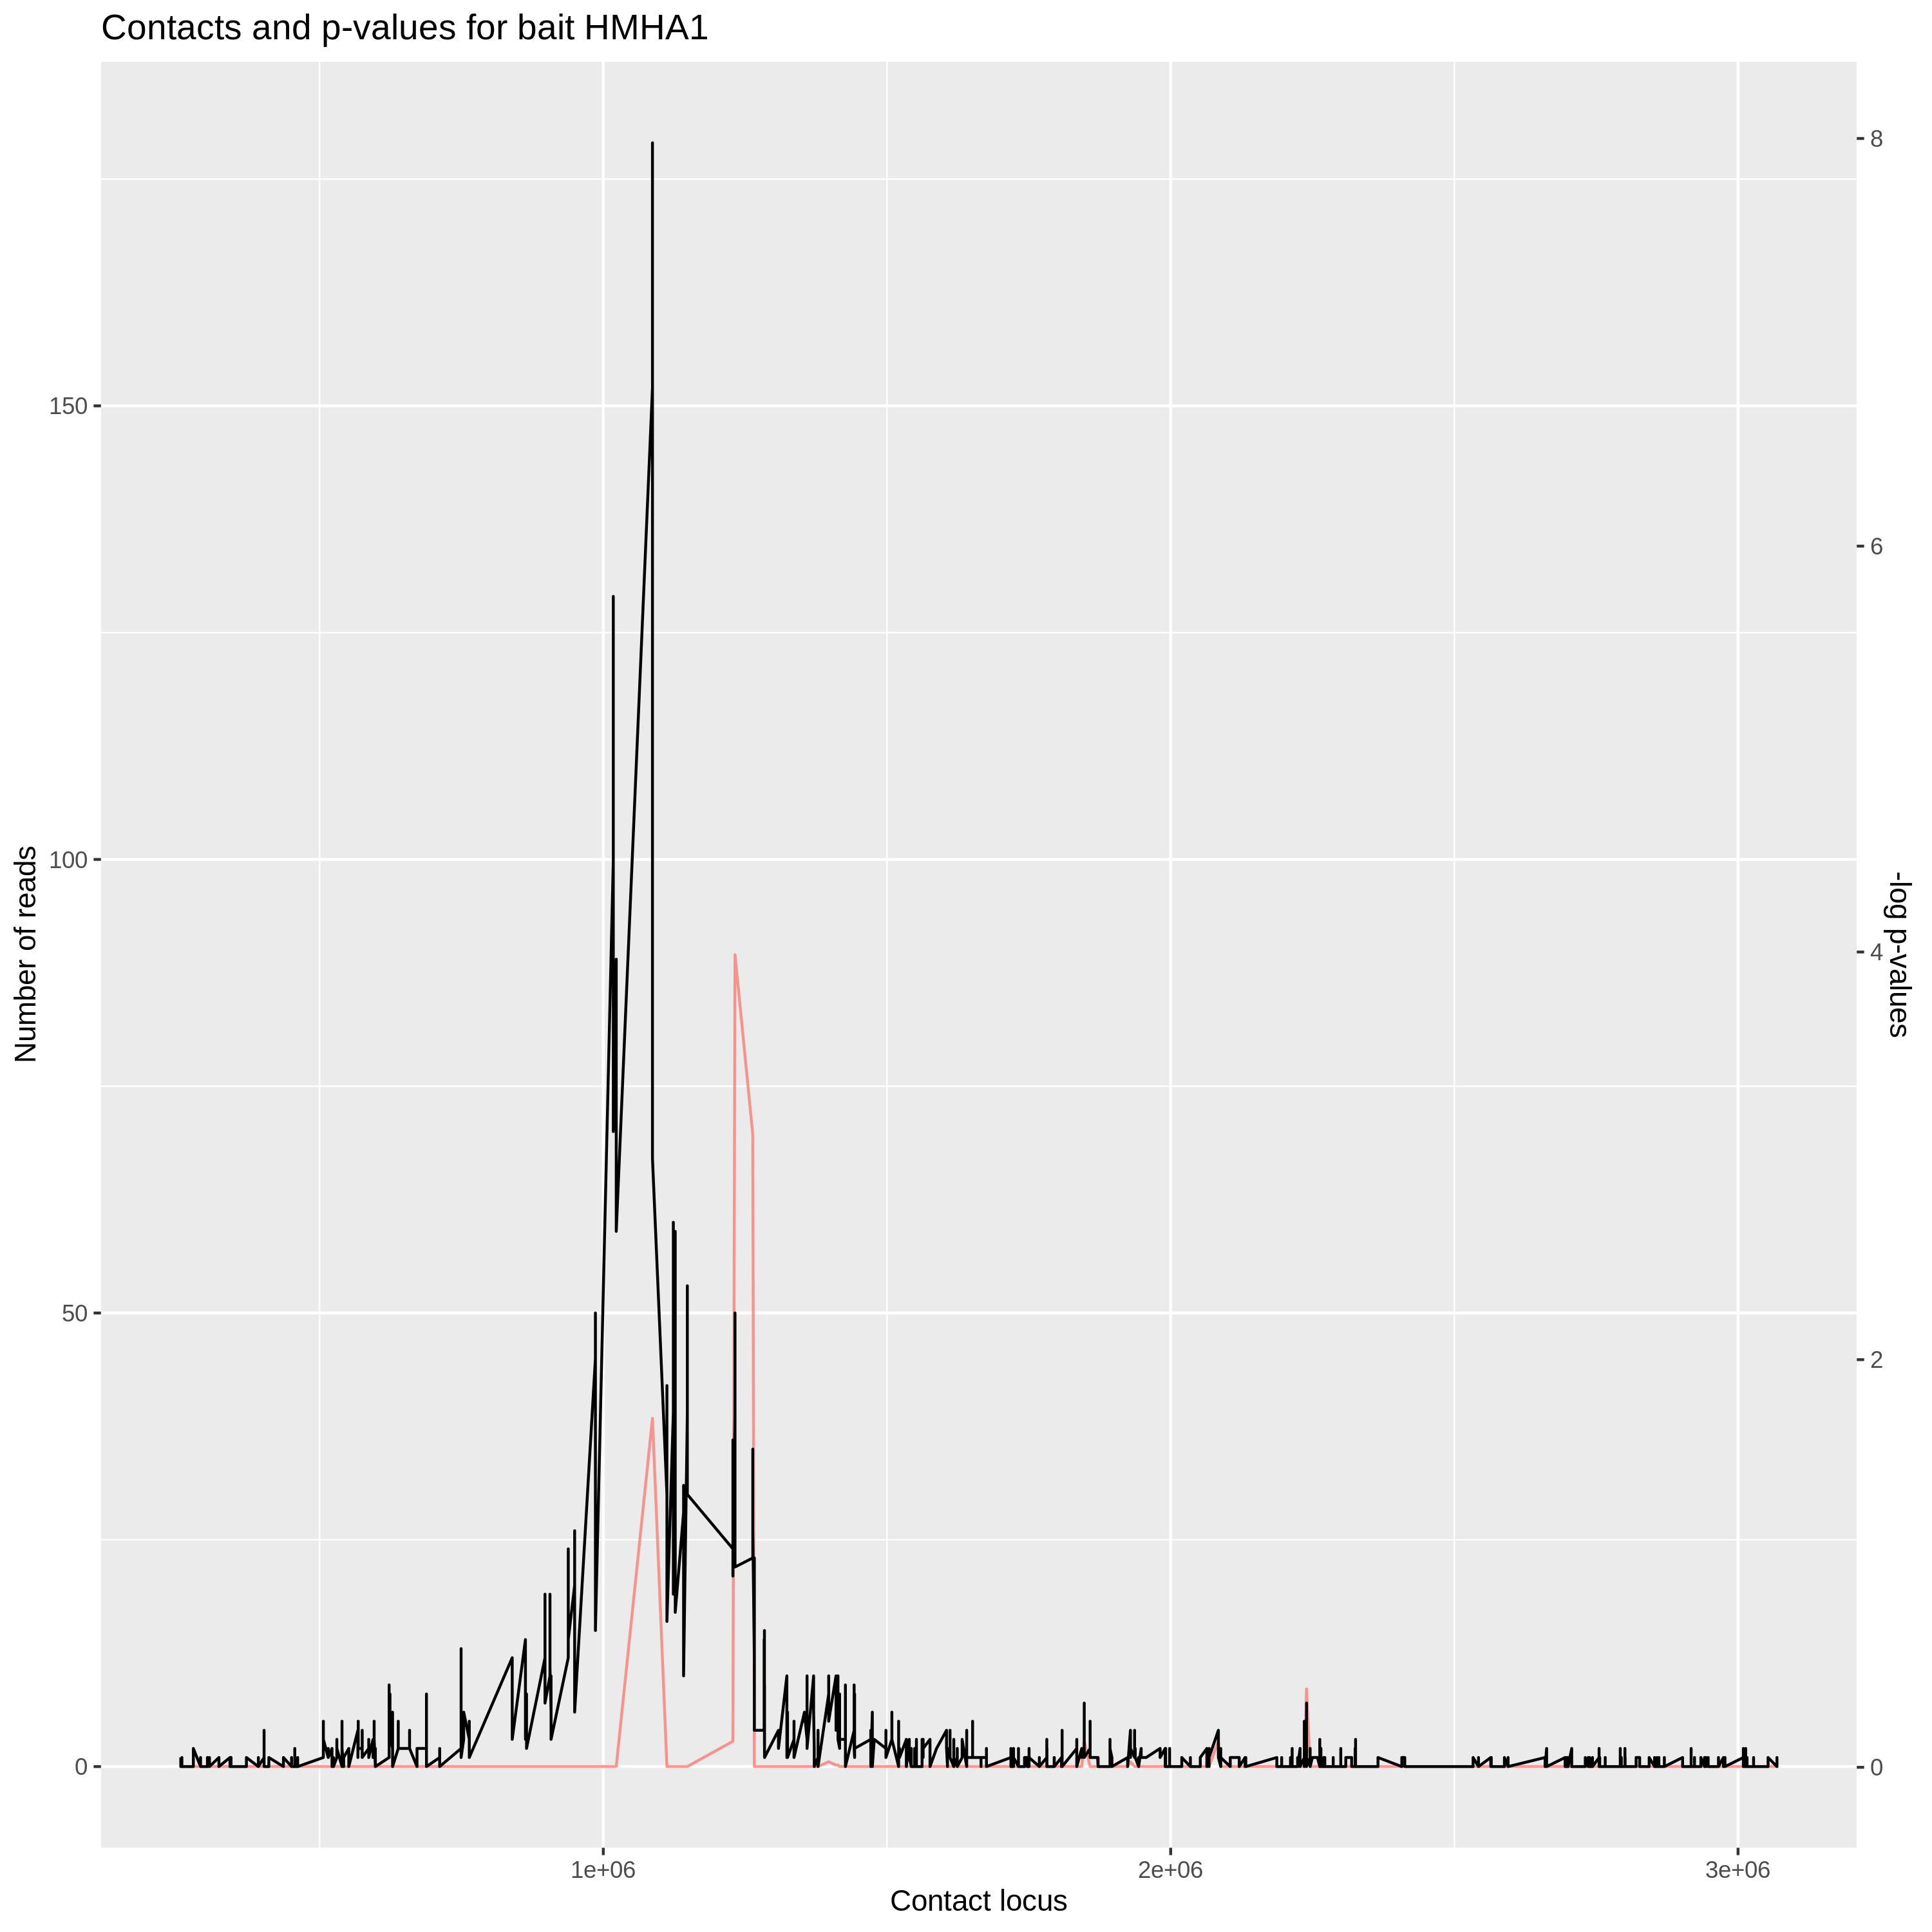 Contacts and p-values for bait HMHA1
Number of reads
150
100
50
0
8
6
4
2
0
-log p-values
1e+06
2e+06
3e+06
Contact locus